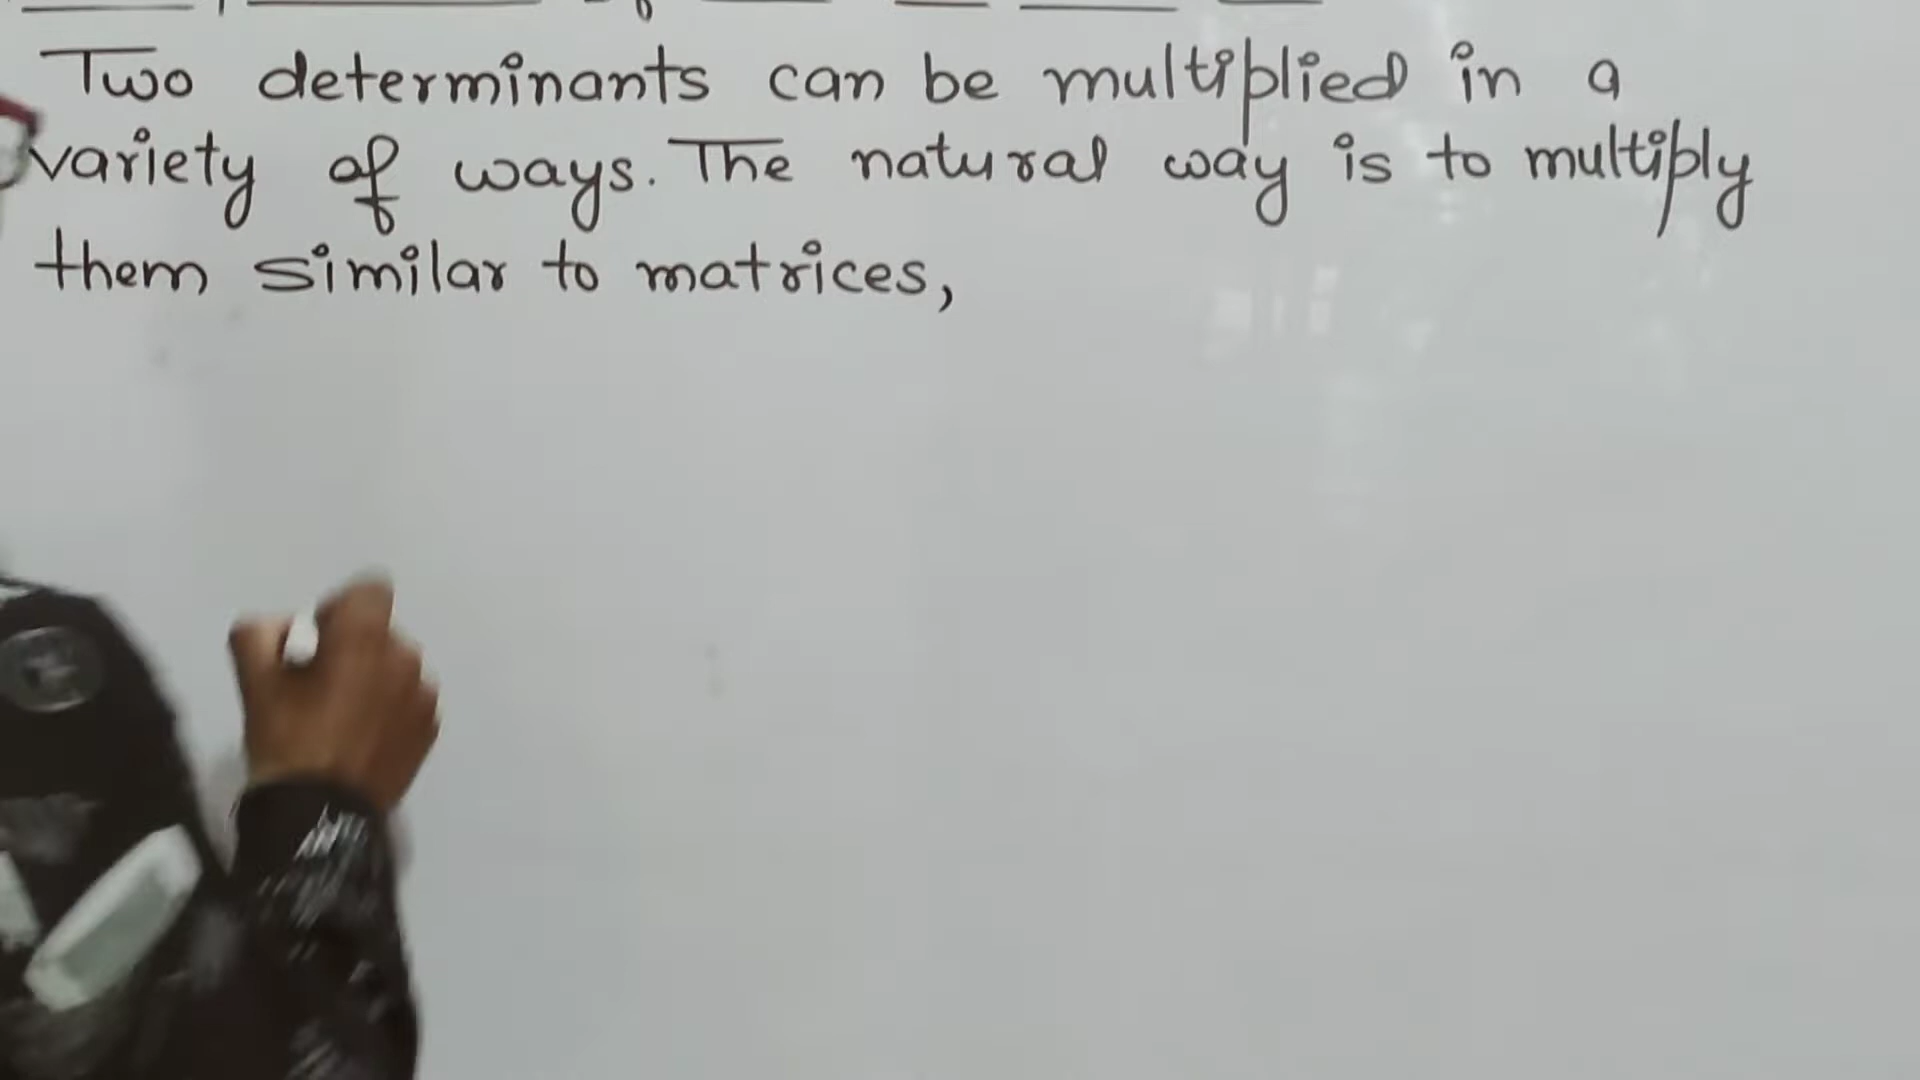 Two determinants can be multiplied in a
variety of ways. The natural way is to multiply
them similar to matrices,